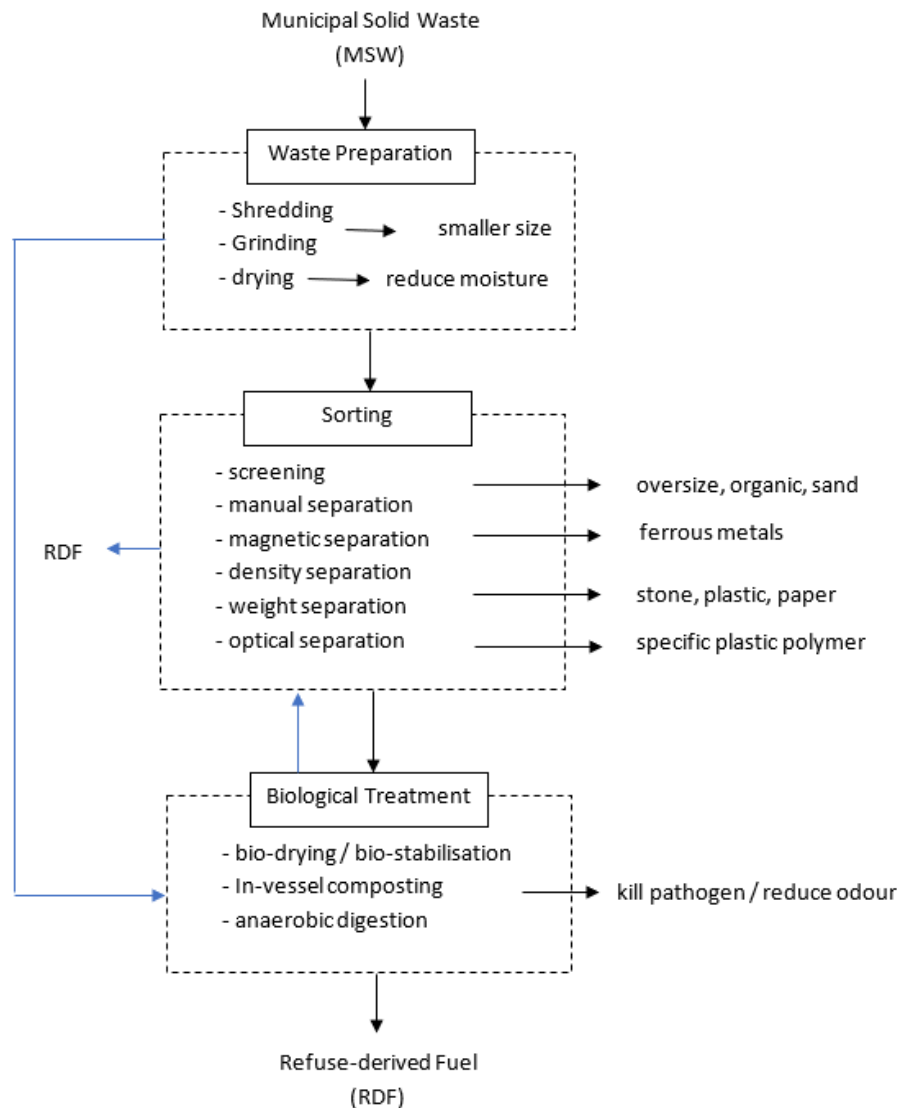 Municipal Solid Waste
(MSW)
Waste Preparation
- Shredding
- Grinding
smaller size
- drying
reduce moisture
Sorting
- screening
oversize, organic, sand
- manual separation
- magnetic separation
ferrous metals
RDF
- density separation
- weight separation
stone, plastic, paper
- optical separation
specific plastic polymer
Biological Treatment
- bio-drying / bio-stabilisation
- In-vessel composting
kill pathogen / reduce odour
- anaerobic digestion
Refuse-derived Fuel
(RDF)